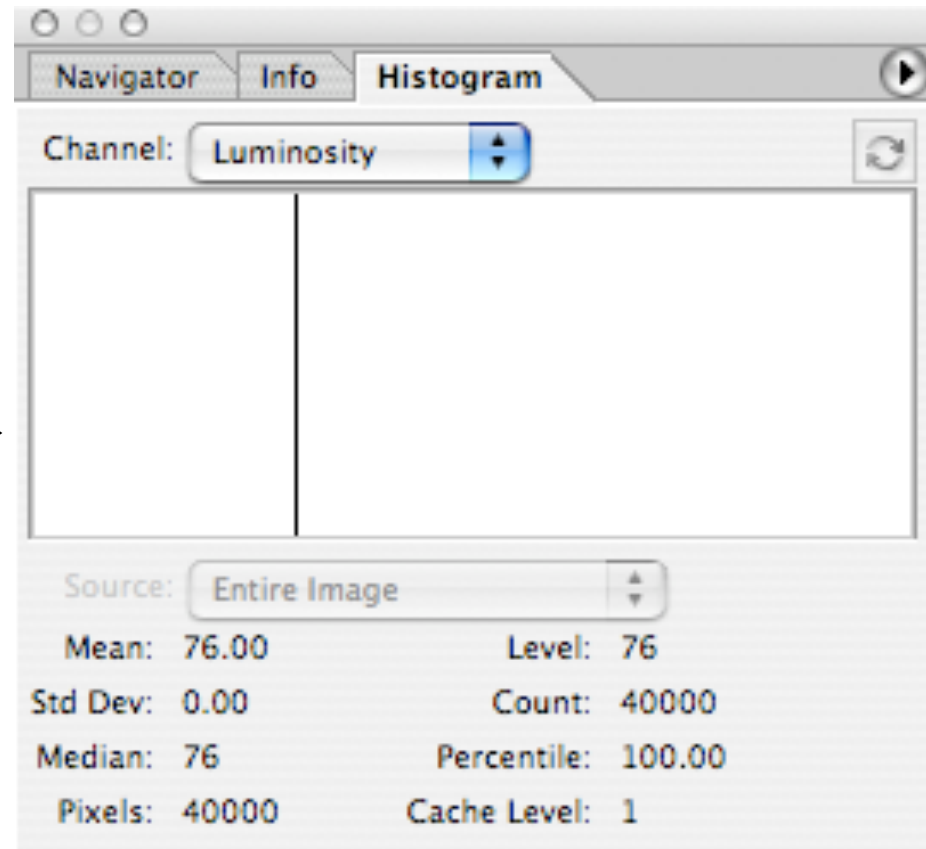 Navigator Info Histogram
Channel: Luminosity
Source: Entire Image
Mean: 76.00 Level: 76
Std Dev: 0.00 Count: 40000
Median: 76 Percentile: 100.00
Pixels: 40000 Cache Level: 1